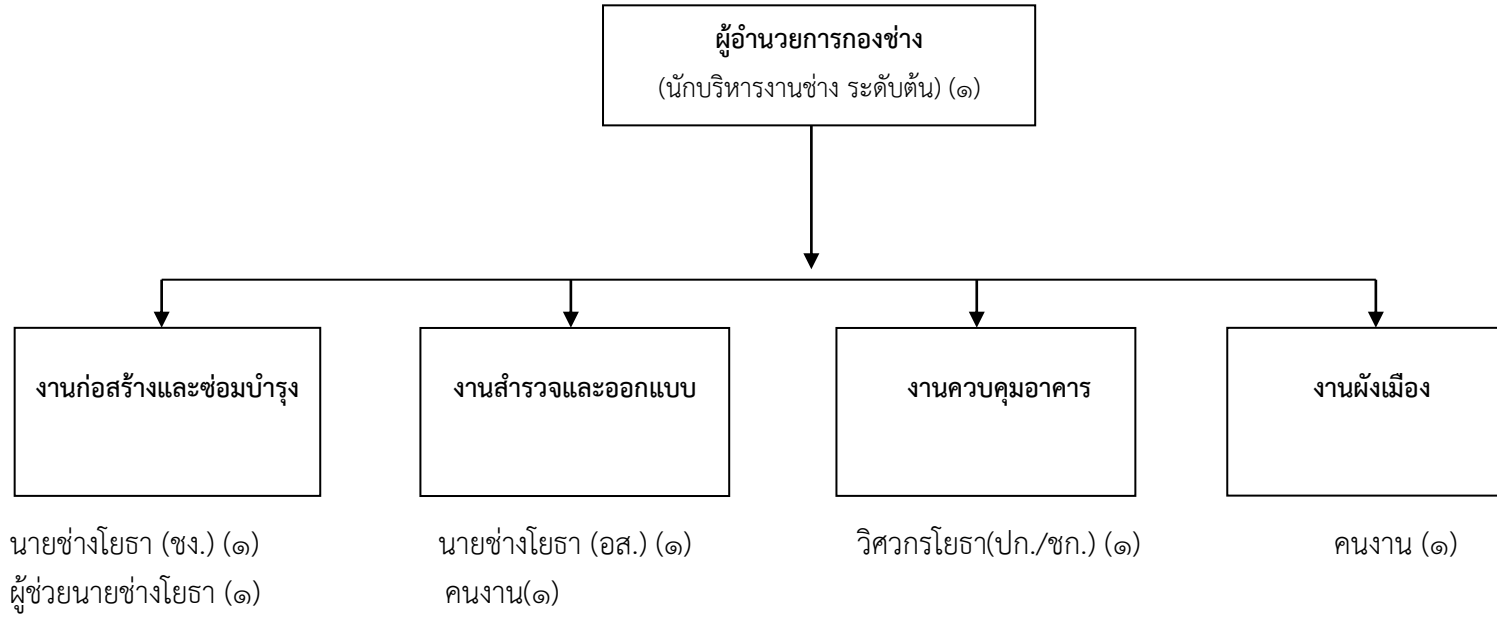 ผู้อำนวยการกองช่าง
(นักบริหารงานช่าง ระดับต้น) (๑)
งานก่อสร้างและซ่อมบำรุง
งานสำรวจและออกแบบ
งานควบคุมอาคาร
งานผังเมือง
นายช่างโยธา (ชง.) (๑)
ผู้ช่วยนายช่างโยธา (๑)
นายช่างโยธา (อส.) (๑)
คนงาน(๑)
วิศวกรโยธา(ปก./ชก.) (๑)
คนงาน (๑)